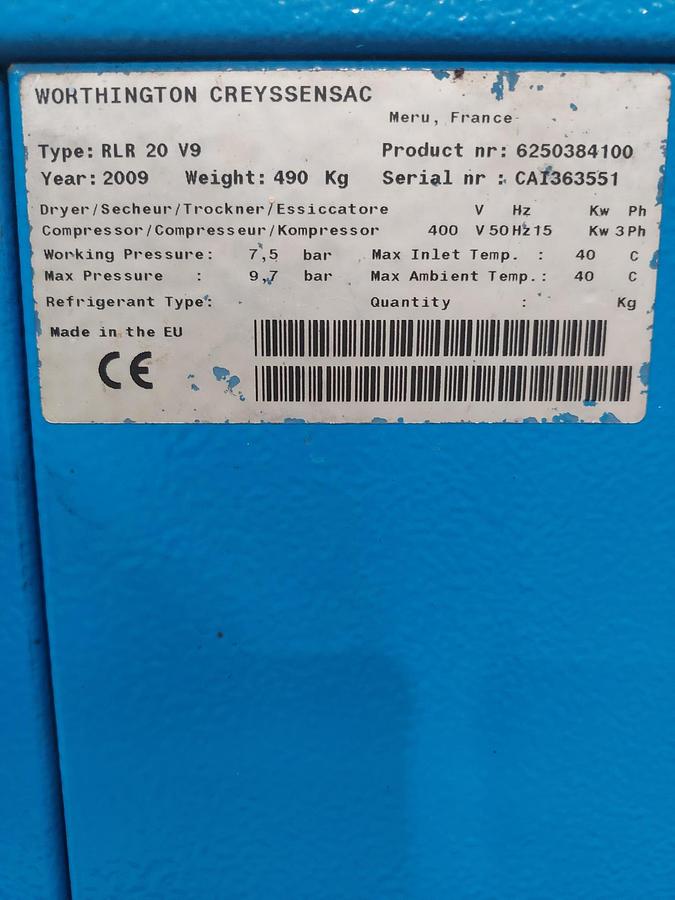 WORTHINGTON CREYSSENSAC
Meru, France
Type: RLR 20 V9 Product nr: 6250384100
Year: 2009 Weight: 490 Kg Serial nr : CAI363551
Dryer/Secheur/Trockner/Essiccatore V Hz Kw Ph
Compressor/Compresseur/Kompressor 400 V 50 Hz 15 Kw 3 Ph
Working Pressure: 7,5 bar Max Inlet Temp. : 40 C
Max Pressure : 9,7 bar Max Ambient Temp.: 40 C
Refrigerant Type: Quantity : Kg
Made in the EU
CE